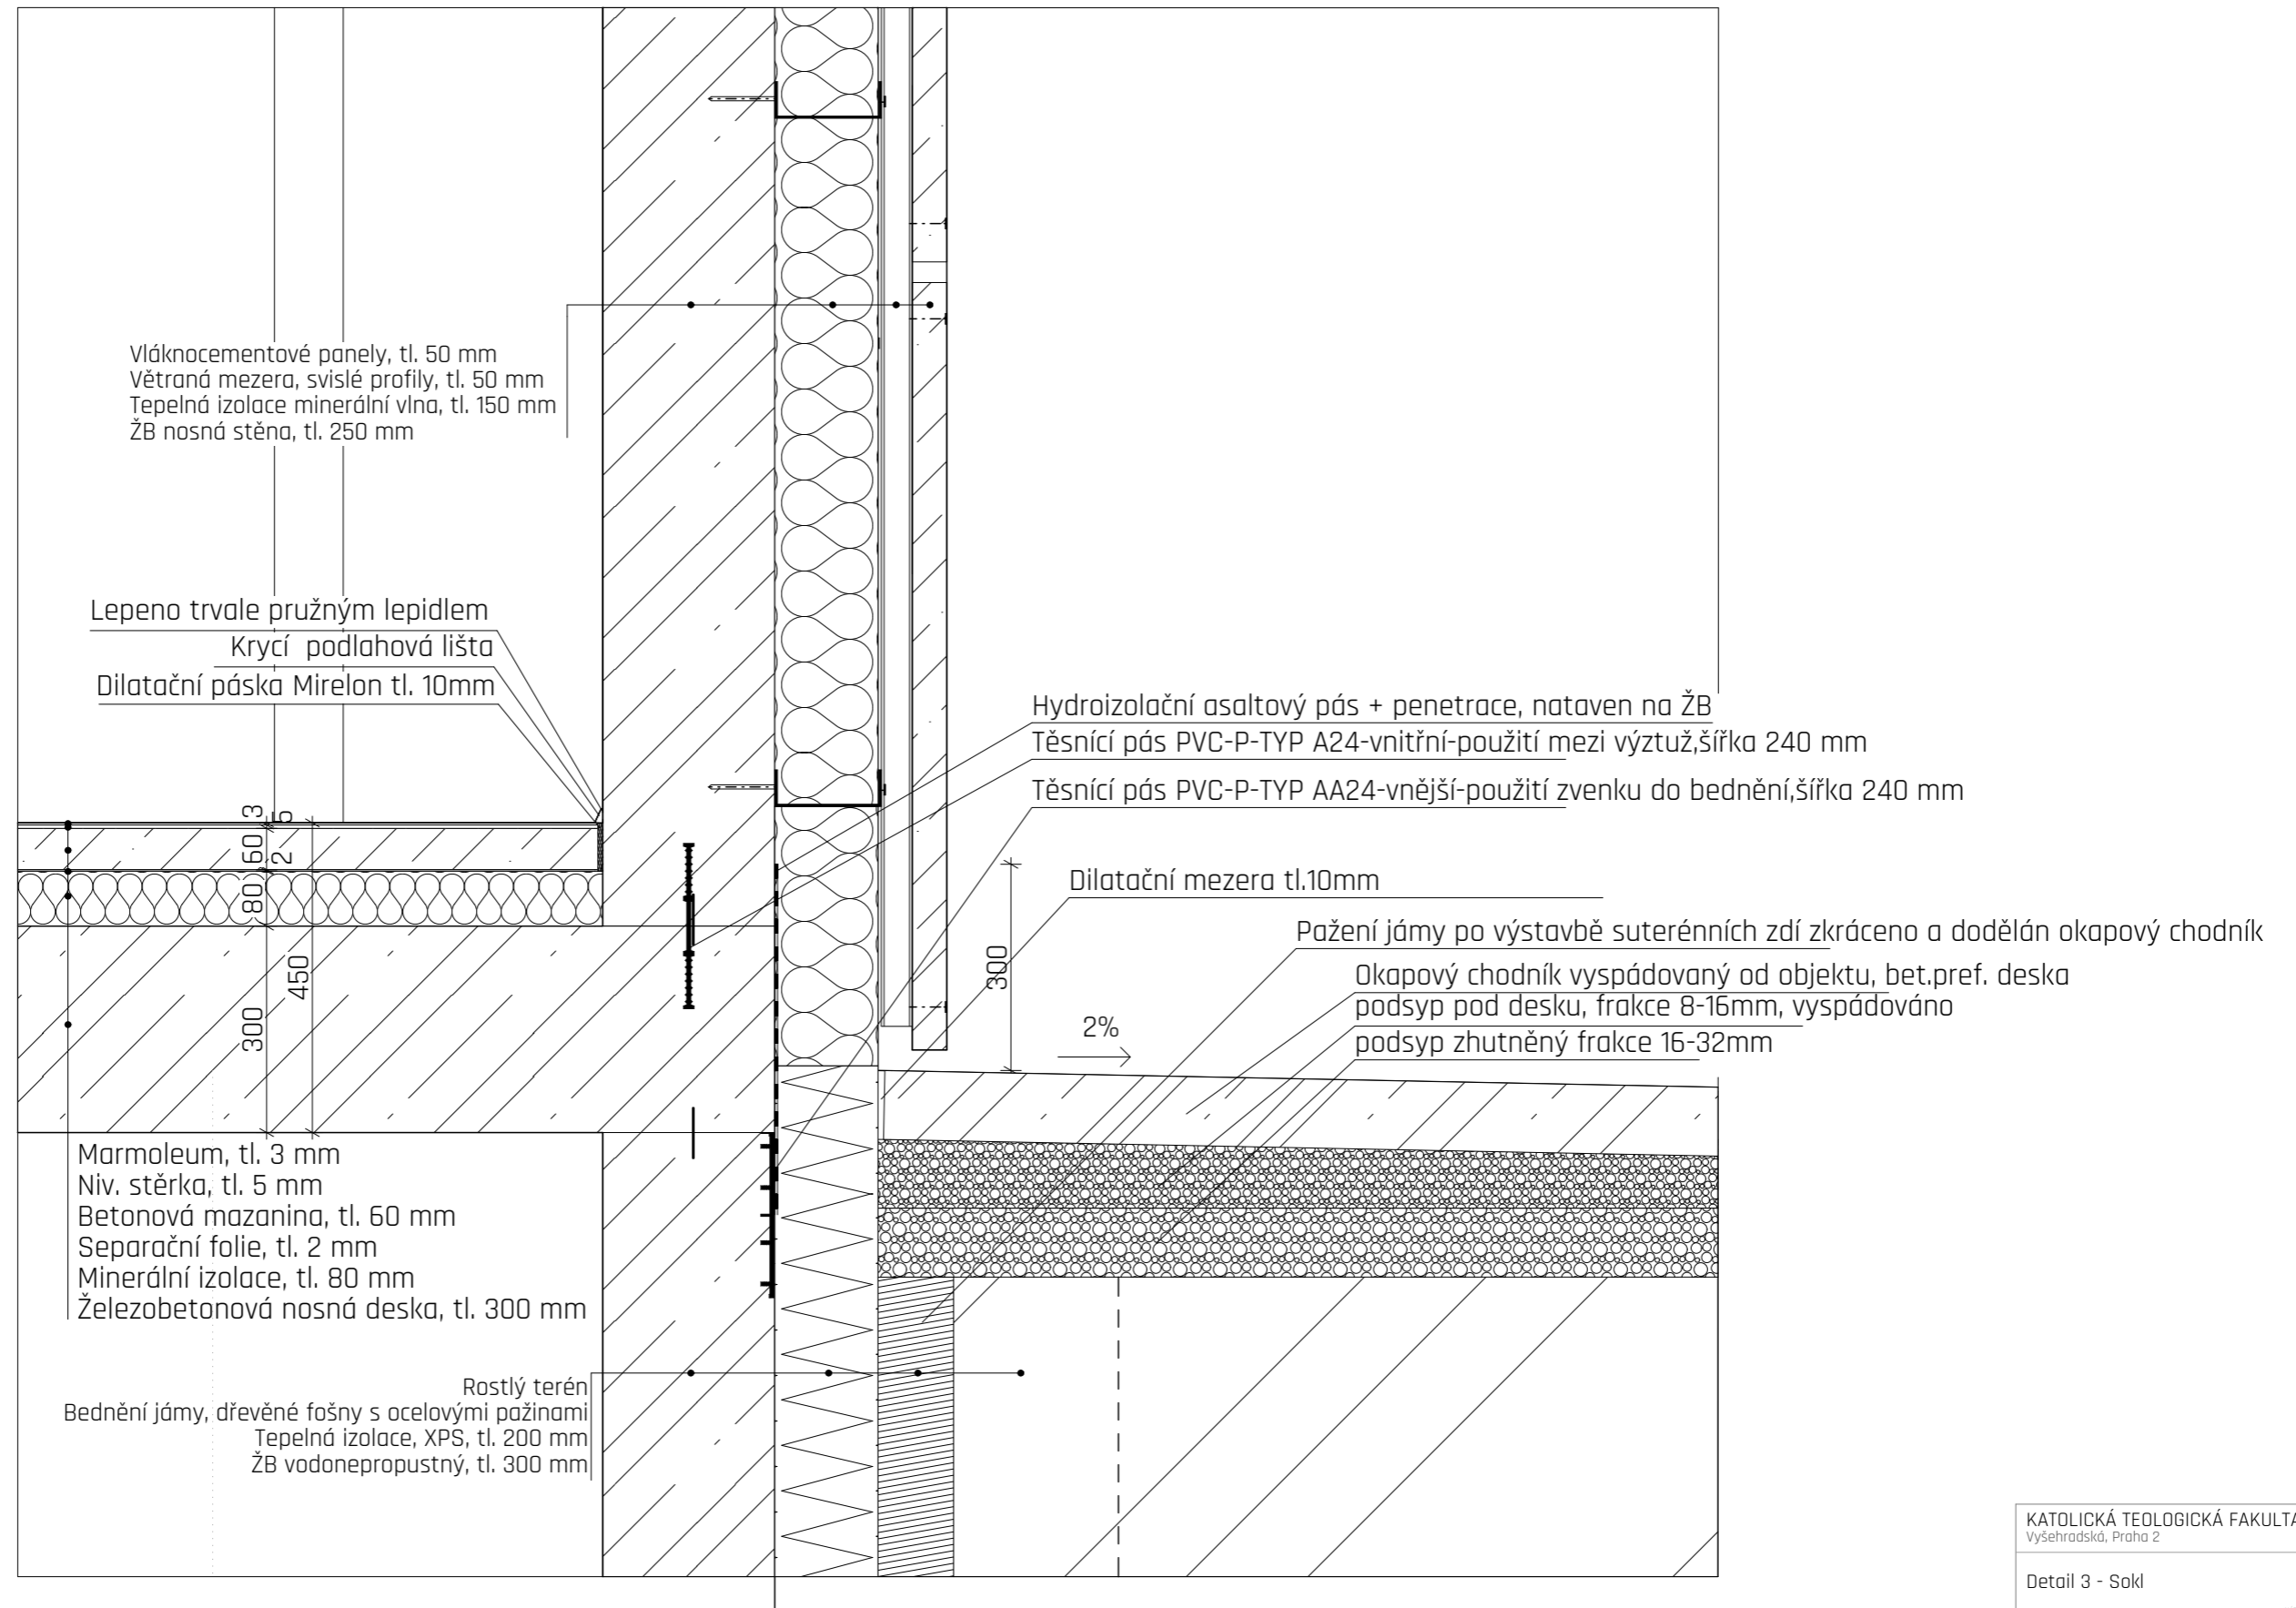 Vláknocementové panely, tl. 50 mm
Větraná mezera, svislé profily, tl. 50 mm
Tepelná izolace minerální vlna, tl. 150 mm
ŽB nosná stěna, tl. 250 mm
Lepeno trvale pružným lepidlem
Krycí podlahová lišta
Dilatační páska Mirelon tl. 10mm
Hydroizolační asaltový pás + penetrace, nataven na ŽB
Těsnící pás PVC-P-TYP A24-vnitřní-použití mezi výztuž,šířka 240 mm
Těsnící pás PVC-P-TYP AA24-vnější-použití zvenku do bednění,šířka 240 mm
3
5
60
2
80
300
450
Dilatační mezera tl.10mm
300
Pažení jámy po výstavbě suterénních zdí zkráceno a dodělán okapový chodník
Okapový chodník vyspádovaný od objektu, bet.pref. deska
podsyp pod desku, frakce 8-16mm, vyspádováno
podsyp zhutněný frakce 16-32mm
2%
Marmoleum, tl. 3 mm
Niv. stěrka, tl. 5 mm
Betonová mazanina, tl. 60 mm
Separační folie, tl. 2 mm
Minerální izolace, tl. 80 mm
Železobetonová nosná deska, tl. 300 mm
Rostlý terén
Bednění jámy, dřevěné fošny s ocelovými pažinami
Tepelná izolace, XPS, tl. 200 mm
ŽB vodonepropustný, tl. 300 mm
KATOLICKÁ TEOLOGICKÁ FAKULTA
Vyšehradská, Praha 2
Detail 3 - Sokl